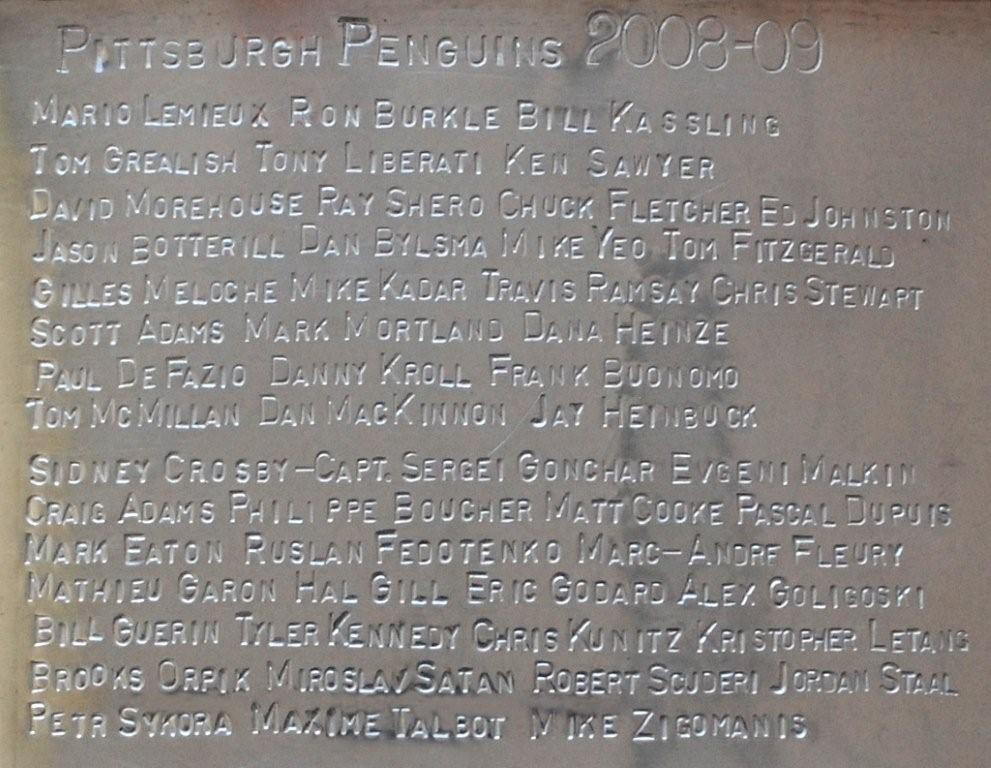 PITTSBURGH PENGUINS 2008-09
MARIO LEMIEUX RON BURKLE BILL KASSLING
TOM GREALISH TONY LIBERATI KEN SAWYER
DAVID MOREHOUSE RAY SHERO CHUCK FLETCHER ED JOHNSTON
JASON BOTTERILL DAN BYLSMA MIKE YEO TOM FITZGERALD
GILLES MELOCHE MIKE KADAR TRAVIS RAMSAY CHRIS STEWART
SCOTT ADAMS MARK MORTLAND DANA HEINZE
PAUL DEFAZIO DANNY KROLL FRANK BUONOMO
TOM MCMILLAN DAN MACKINNON JAY HEINBUCK
SIDNEY CROSBY-CAPT. SERGEI GONCHAR EVGENI MALKIN
CRAIG ADAMS PHILIPPE BOUCHER MATT COOKE PASCAL DUPUIS
MARK EATON RUSLAN FEDOTENKO MARC-ANDRE FLEURY
MATHIEU GARON HAL GILL ERIC GODARD ALEX GOLIGOSKI
BILL GUERIN TYLER KENNEDY CHRIS KUNITZ KRISTOPHER LETANG
BROOKS ORPIK MIROSLAV SATAN ROBERT SCUDERI JORDAN STAAL
PETR SYKORA MAXIME TALBOT MIKE ZIGOMANIS